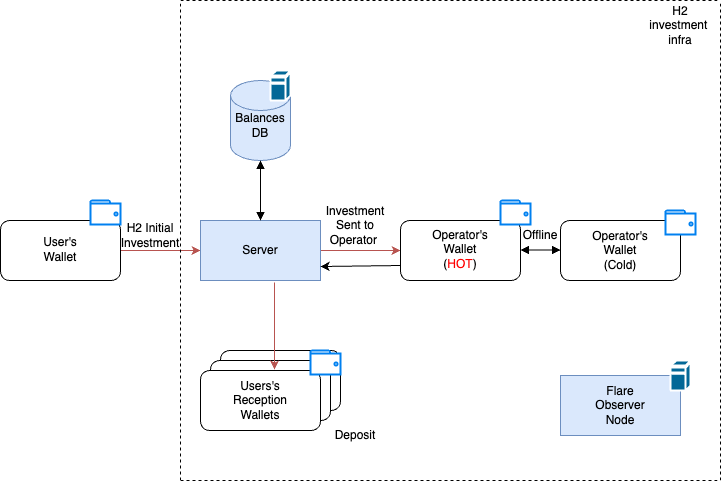 H2
investment
infra
Balances
DB
User's
Wallet
H2 Initial
Investment
Server
Investment
Sent to
Operator
Operator's
Wallet
(HOT)
Offline
Operator's
Wallet
(Cold)
Users's
Reception
Wallets
Deposit
Flare
Observer
Node